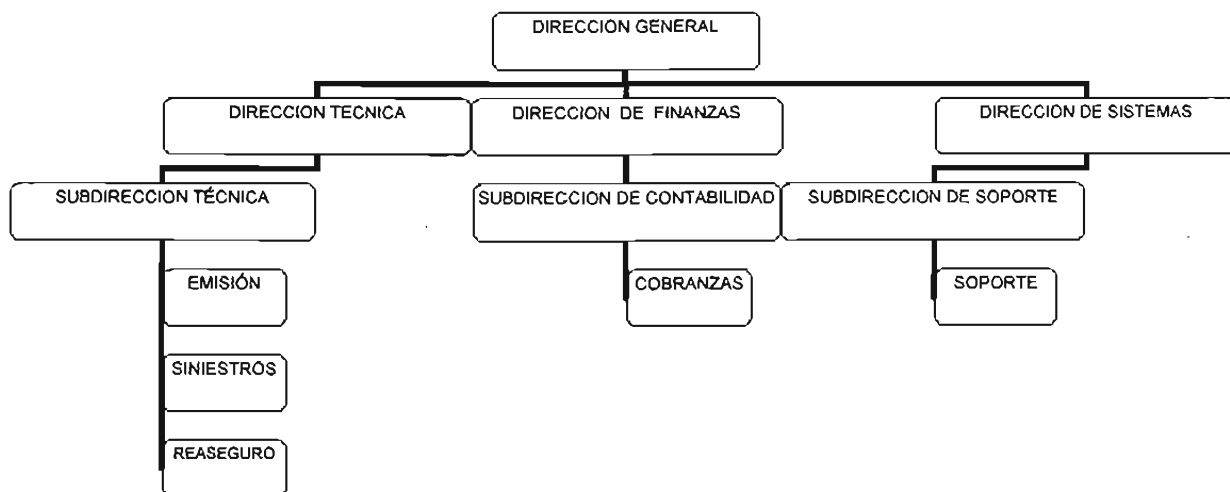 DIRECCION GENERAL
DIRECCION TECNICA
DIRECCION DE FINANZAS
DIRECCION DE SISTEMAS
SUBDIRECCION TÉCNICA
SUBDIRECCION DE CONTABILIDAD
SUBDIRECCION DE SOPORTE
EMISIÓN
COBRANZAS
SOPORTE
SINIESTROS
REASEGURO